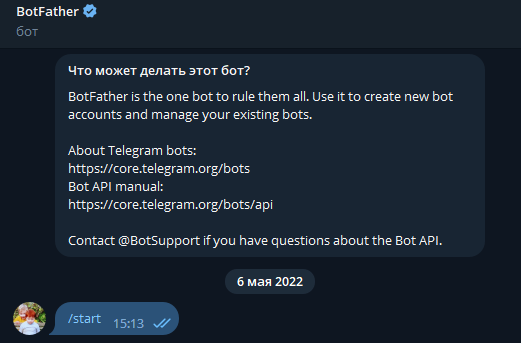 BotFather
бот
Что может делать этот бот?
BotFather is the one bot to rule them all. Use it to create new bot
accounts and manage your existing bots.
About Telegram bots:
https://core.telegram.org/bots
Bot API manual:
https://core.telegram.org/bots/api
Contact @BotSupport if you have questions about the Bot API.
6 мая 2022
/start 15:13